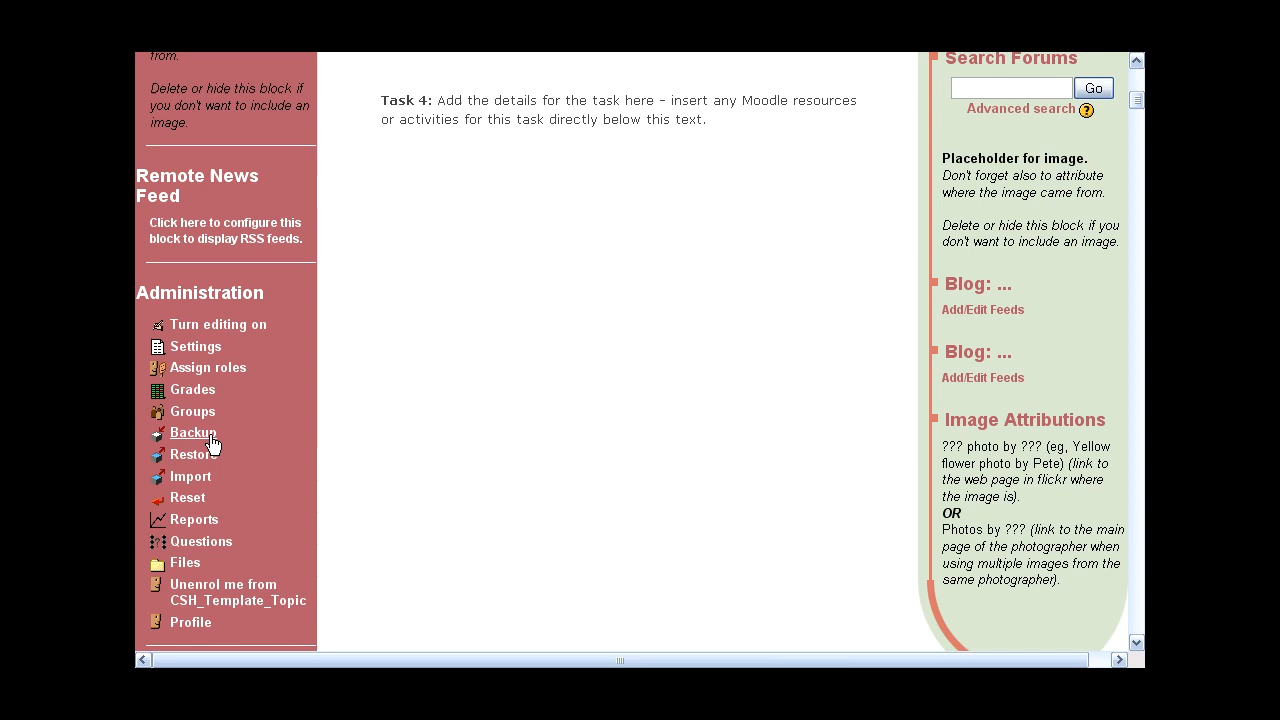 from.
Delete or hide this block if
you don't want to include an
image.
Remote News
Feed
Click here to configure this
block to display RSS feeds.
Administration
Turn editing on
Settings
Assign roles
Grades
Groups
Backup
Restore
Import
Reset
Reports
Questions
Files
Unenrol me from
CSH_Template_Topic
Profile
Task 4: Add the details for the task here - insert any Moodle resources
or activities for this task directly below this text.
Search Forums
Go
Advanced search ?
Placeholder for image.
Don't forget also to attribute
where the image came from.
Delete or hide this block if you
don't want to include an image.
Blog: ...
Add/Edit Feeds
Blog: ...
Add/Edit Feeds
Image Attributions
??? photo by ??? (eg, Yellow
flower photo by Pete) (link to
the web page in flickr where
the image is).
OR
Photos by ??? (link to the main
page of the photographer when
using multiple images from the
same photographer).